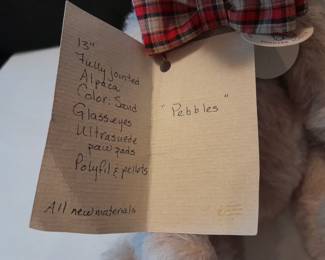 13"
Fully jointed
Alpaca
Color: Sand
Glass eyes
Ultrasuede
paw pads
Polyfil & pellets
All new materials
"Pebbles"